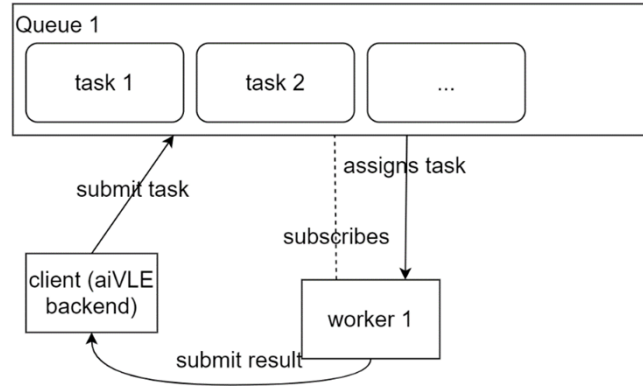 Queue 1
task 1
task 2
...
assigns task
submit task
subscribes
client (aiVLE
backend)
worker 1
submit result